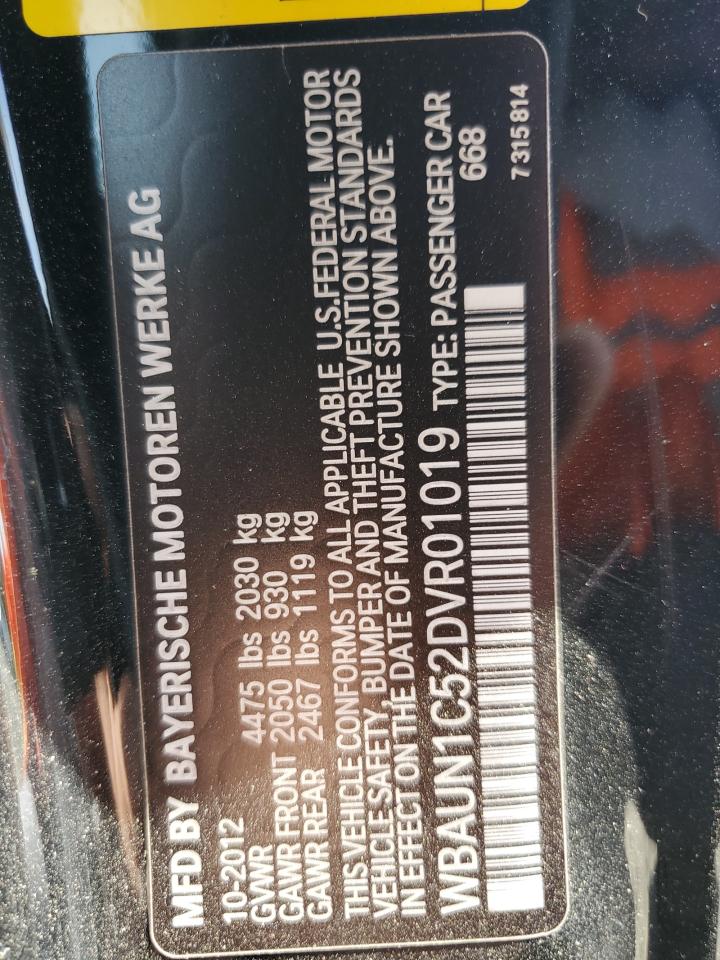 MFD BY BAYERISCHE MOTOREN WERKE AG
10-2012
GVWR 4475 lbs 2030 kg
GAWR FRONT 2050 lbs 930 kg
GAWR REAR 2467 lbs 1119 kg
THIS VEHICLE CONFORMS TO ALL APPLICABLE U.S.FEDERAL MOTOR
VEHICLE SAFETY, BUMPER AND THEFT PREVENTION STANDARDS
IN EFFECT ON THE DATE OF MANUFACTURE SHOWN ABOVE.
WBAUN1C52DVR01019 TYPE: PASSENGER CAR
668
7315814